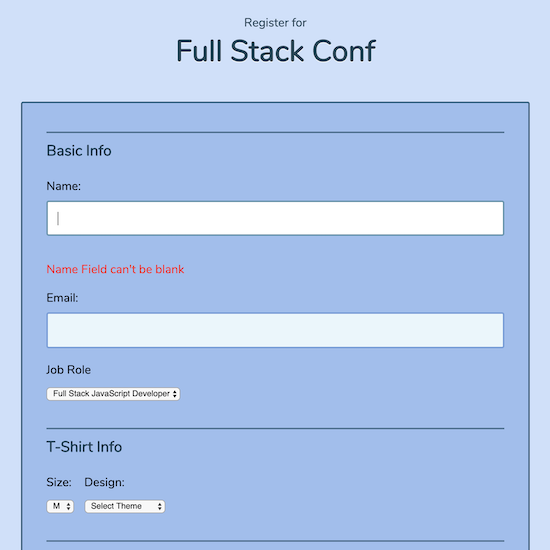 Register for
Full Stack Conf
Basic Info
Name:
Name Field can't be blank
Email:
Job Role
Full Stack JavaScript Developer
T-Shirt Info
Size: Design:
M Select Theme